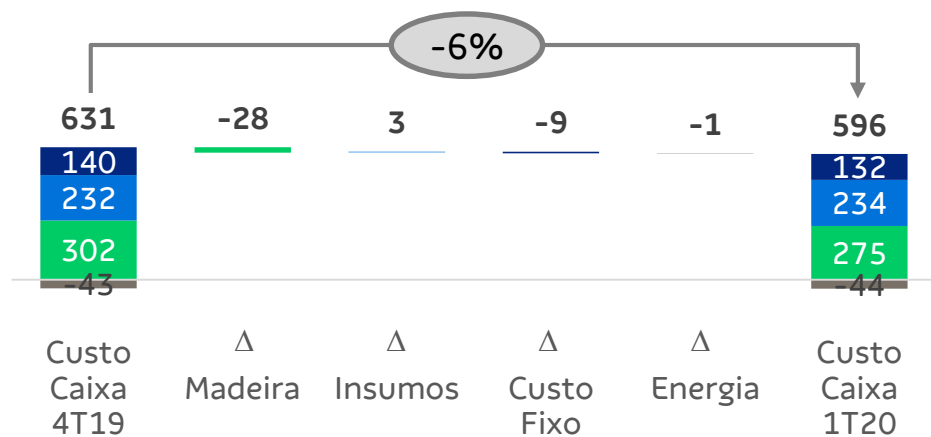 -6%
631 -28 3 -9 -1 596
140 132
232 234
302 275
-43 -44
Δ Δ Δ Δ
Custo Custo
Caixa Madeira Insumos Custo Energia Caixa
4T19 Fixo 1T20